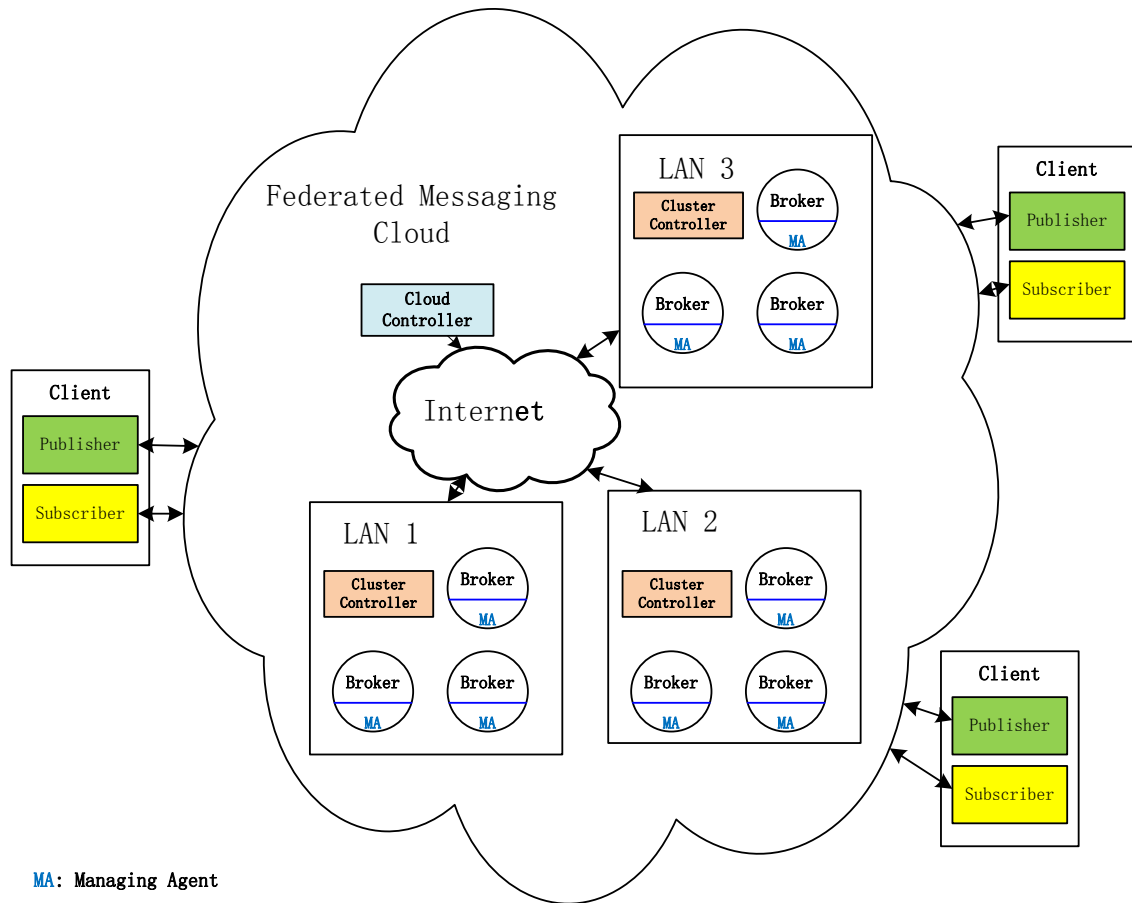 Federated Messaging
Cloud
Cloud
Controller
Internet
LAN 3
Cluster
Controller
Broker
MA
Broker
MA
Broker
MA
Client
Publisher
Subscriber
Client
Publisher
Subscriber
LAN 1
Cluster
Controller
Broker
MA
Broker
MA
Broker
MA
LAN 2
Cluster
Controller
Broker
MA
Broker
MA
Broker
MA
Client
Publisher
Subscriber
MA: Managing Agent